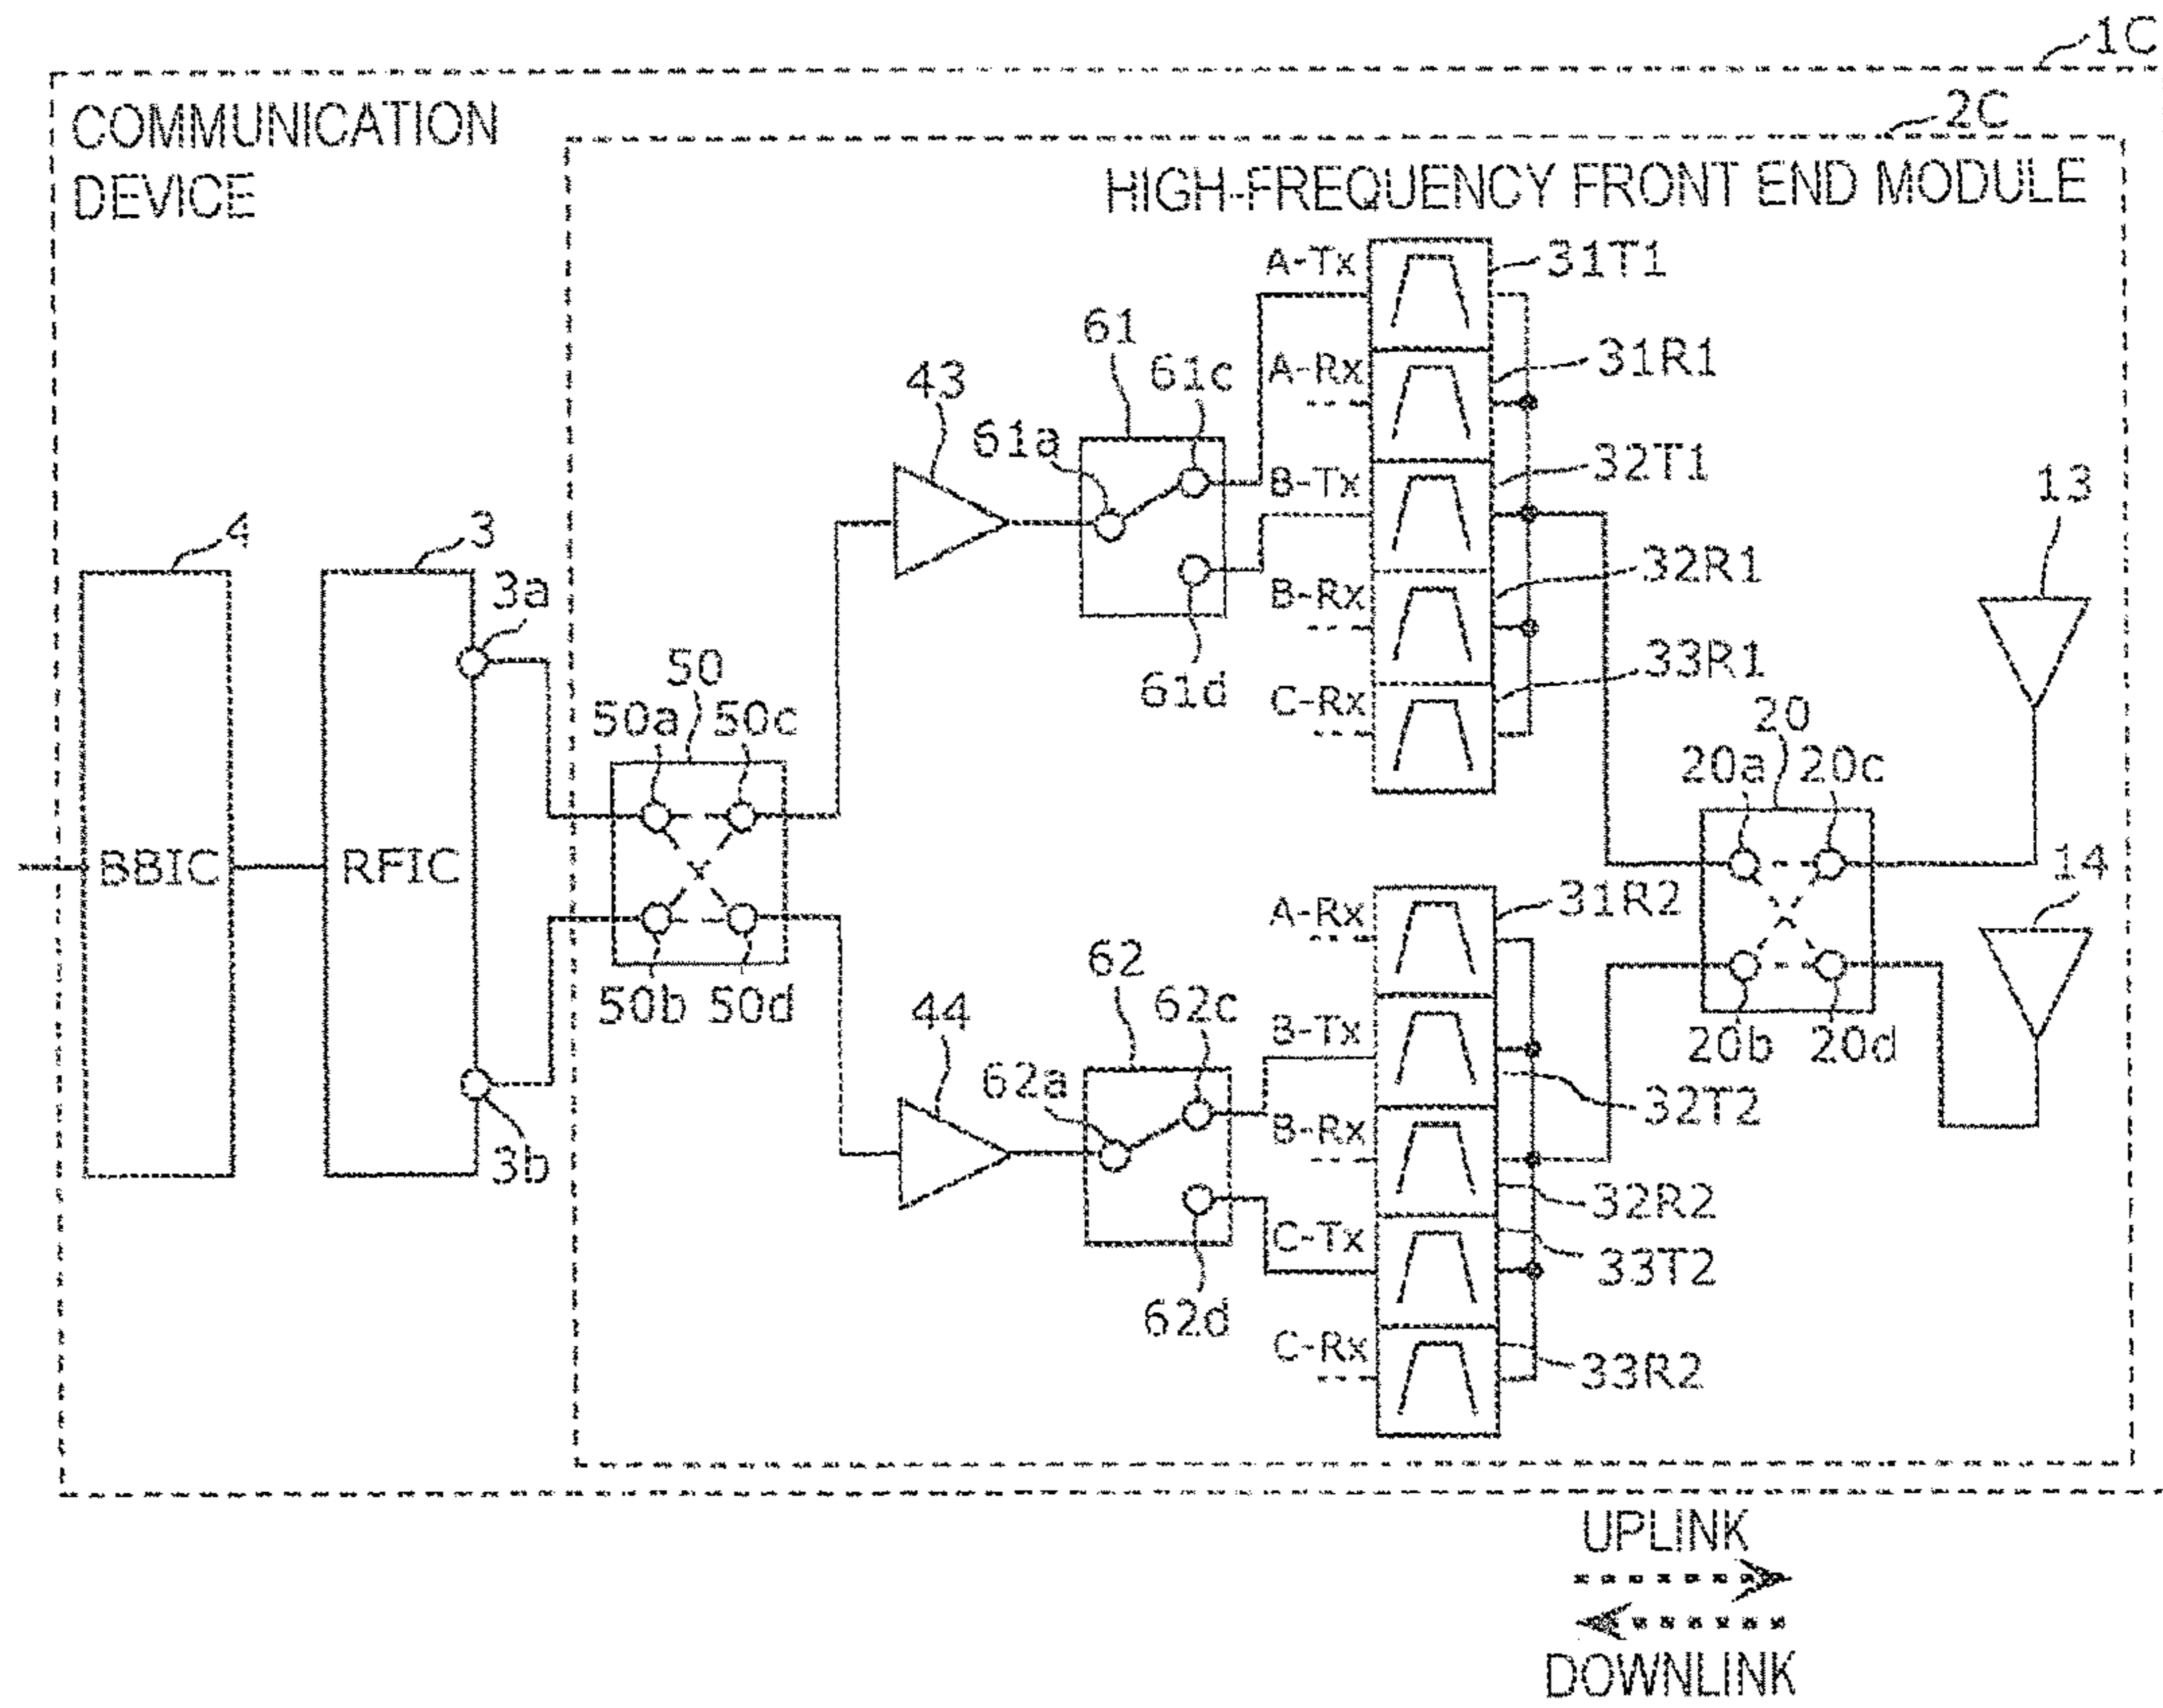 1C
COMMUNICATION
DEVICE
2C
HIGH-FREQUENCY FRONT END MODULE
A-Tx
31T1
61
61c
A-Rx
31R1
43
61a
B-Tx
32T1
13
4
3
3a
B-Rx
32R1
61d
C-Rx
33R1
50
50a
50c
20
20a
20c
BBIC
RFIC
14
A-Rx
31R2
50b
50d
62
62c
44
62a
B-Tx
20b
20d
32T2
3b
B-Rx
32R2
C-Tx
33T2
62d
C-Rx
33R2
UPLINK
DOWNLINK